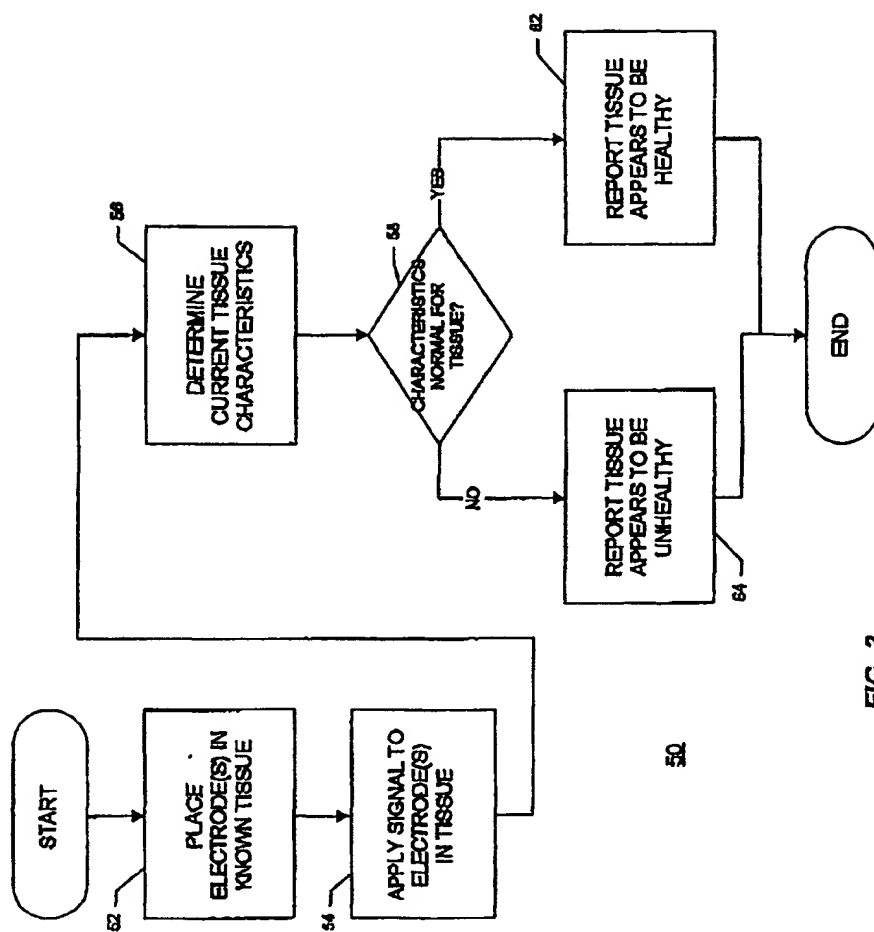 START
52
PLACE
ELECTRODE(S) IN
KNOWN TISSUE
54
APPLY SIGNAL TO
ELECTRODE(S)
IN TISSUE
56
DETERMINE
CURRENT TISSUE
CHARACTERISTICS
58
CHARACTERISTICS
NORMAL FOR
TISSUE?
NO
YES
64
REPORT TISSUE
APPEARS TO BE
UNHEALTHY
62
REPORT TISSUE
APPEARS TO BE
HEALTHY
END
50